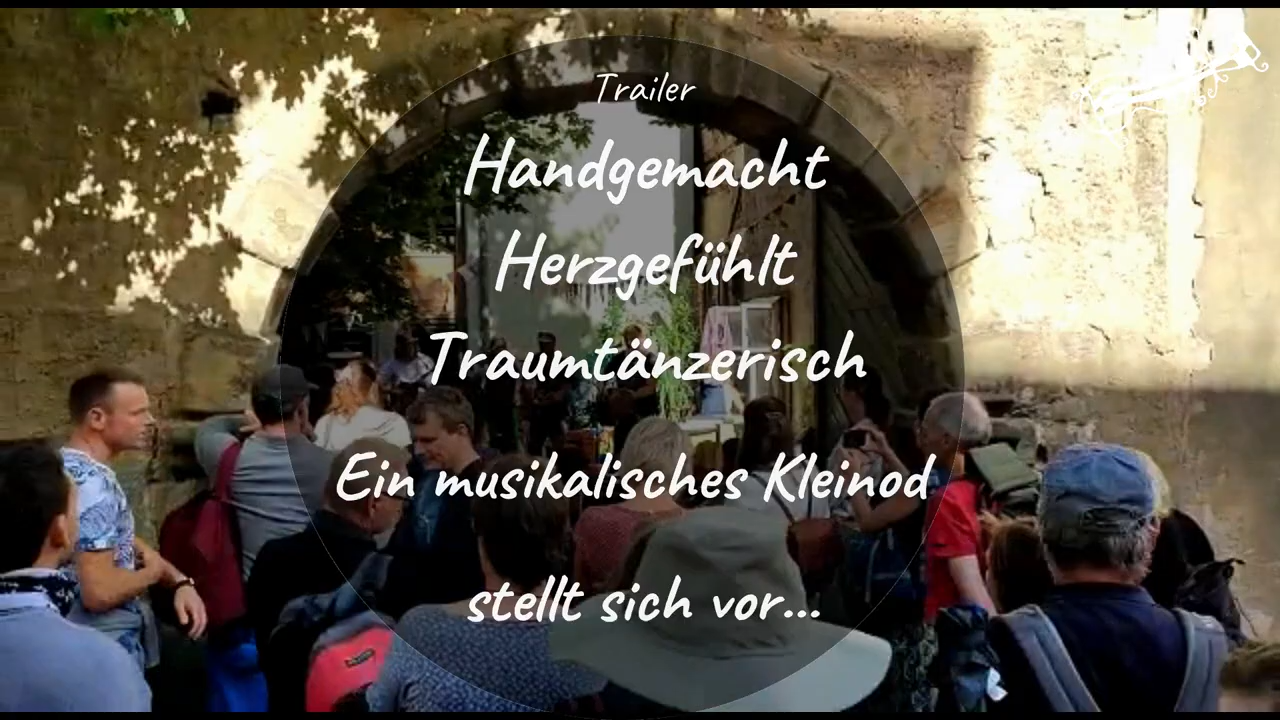 Trailer
Handgemacht
Herzgefühlt
Traumtänzerisch
Ein musikalisches Kleinod
stellt sich vor...